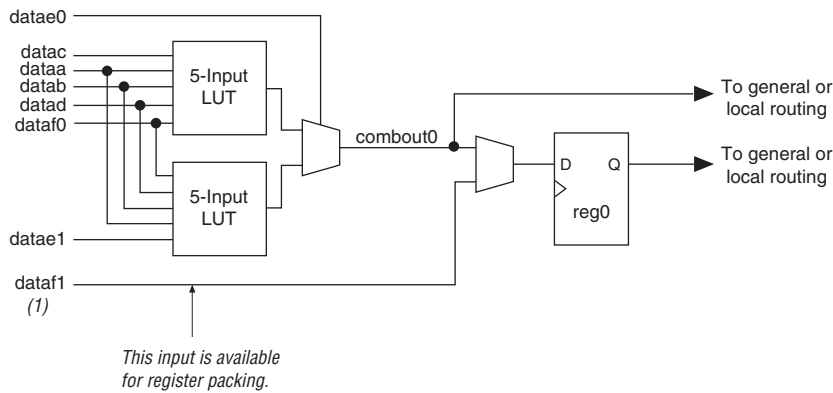 datae0
datac
dataa
datab
datad
dataf0
5-Input
LUT
combout0
To general or
local routing
D Q
reg0
To general or
local routing
5-Input
LUT
datae1
dataf1
(1)
This input is available
for register packing.